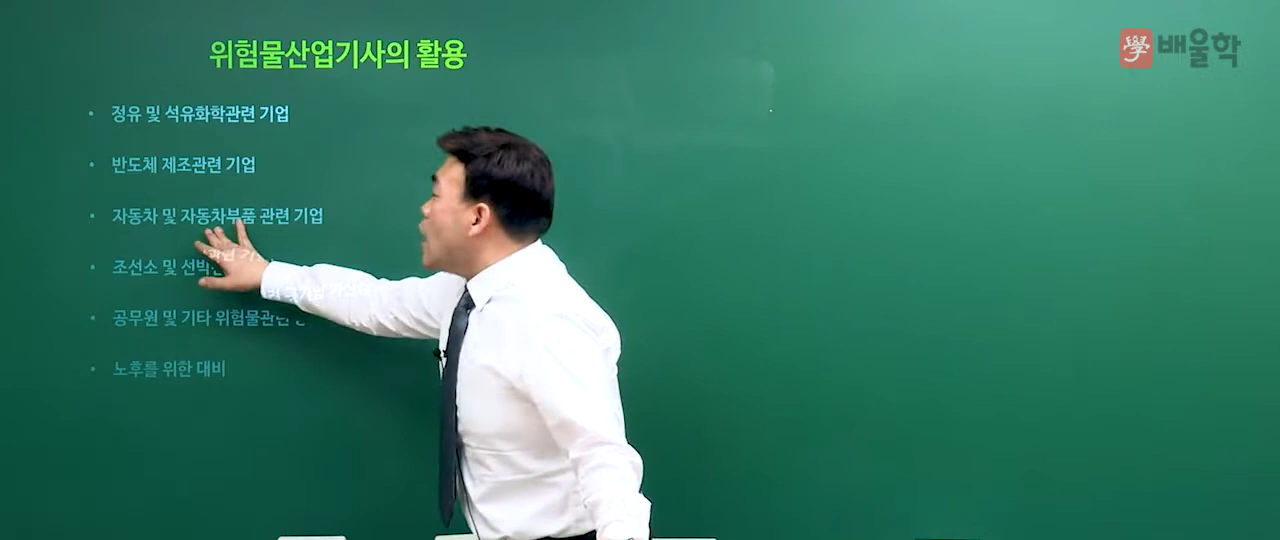 위험물산업기사의 활용
學 배울학
• 정유 및 석유화학관련 기업
• 반도체 제조관련 기업
• 자동차 및 자동차부품 관련 기업
• 조선소 및 선박
• 공무원 및 기타 위험물관련
• 노후를 위한 대비